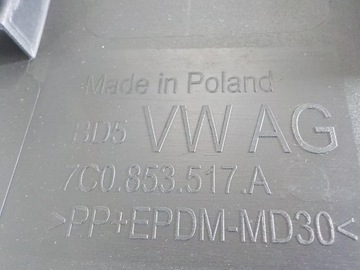 Made in Poland
BD5 VW AG
7C0.853.517.A
>PP+EPDM-MD30<